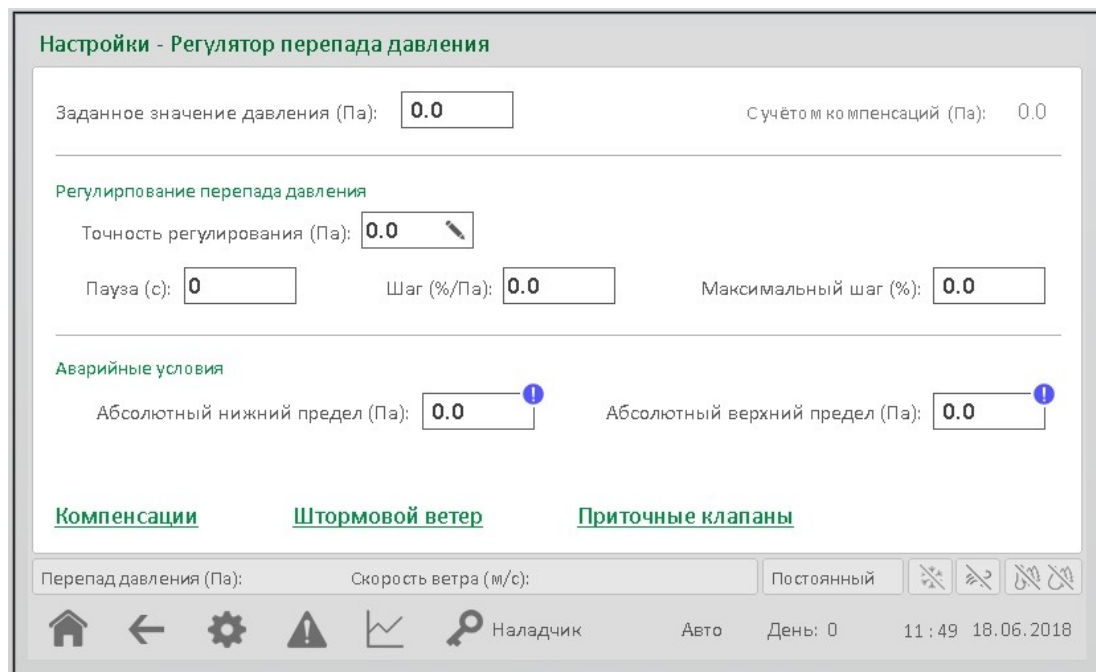 Настройки - Регулятор перепада давления
Заданное значение давления (Па): 0.0 С учётом компенсаций (Па): 0.0
Регулирпование перепада давления
Точность регулирования (Па): 0.0
Пауза (с): 0 Шаг (%/Па): 0.0 Максимальный шаг (%): 0.0
Аварийные условия
Абсолютный нижний предел (Па): 0.0 Абсолютный верхний предел (Па): 0.0
Компенсации Штормовой ветер Приточные клапаны
Перепад давления (Па): Скорость ветра (м/с): Постоянный
Наладчик Авто День: 0 11:49 18.06.2018